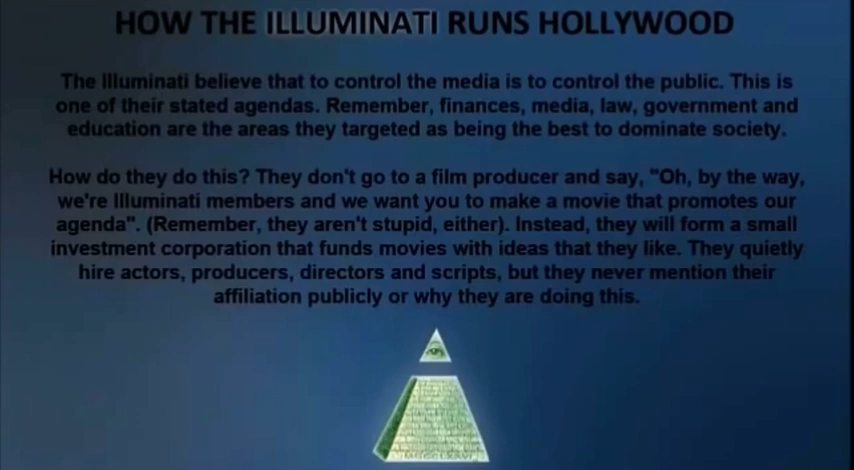 HOW THE ILLUMINATI RUNS HOLLYWOOD
The Illuminati believe that to control the media is to control the public. This is
one of their stated agendas. Remember, finances, media, law, government and
education are the areas they targeted as being the best to dominate society.
How do they do this? They don't go to a film producer and say, "Oh, by the way,
we're Illuminati members and we want you to make a movie that promotes our
agenda". (Remember, they aren't stupid, either). Instead, they will form a small
investment corporation that funds movies with ideas that they like. They quietly
hire actors, producers, directors and scripts, but they never mention their
affiliation publicly or why they are doing this.
MDCCLXXVI